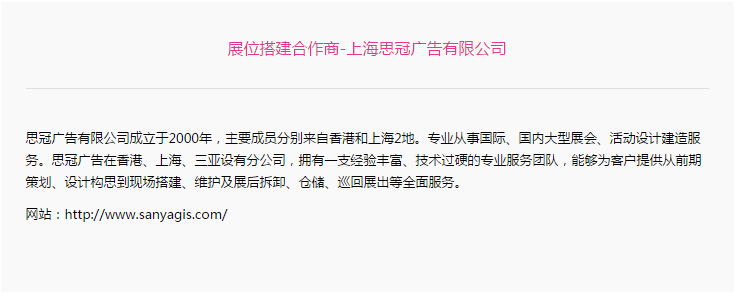 展位搭建合作商-上海思冠广告有限公司
思冠广告有限公司成立于2000年，主要成员分别来自香港和上海2地。专业从事国际、国内大型展会、活动设计建造服
务。思冠广告在香港、上海、三亚设有分公司，拥有一支经验丰富、技术过硬的专业服务团队，能够为客户提供从前期
策划、设计构思到现场搭建、维护及展后拆卸、仓储、巡回展出等全面服务。
网站：http://www.sanyagis.com/